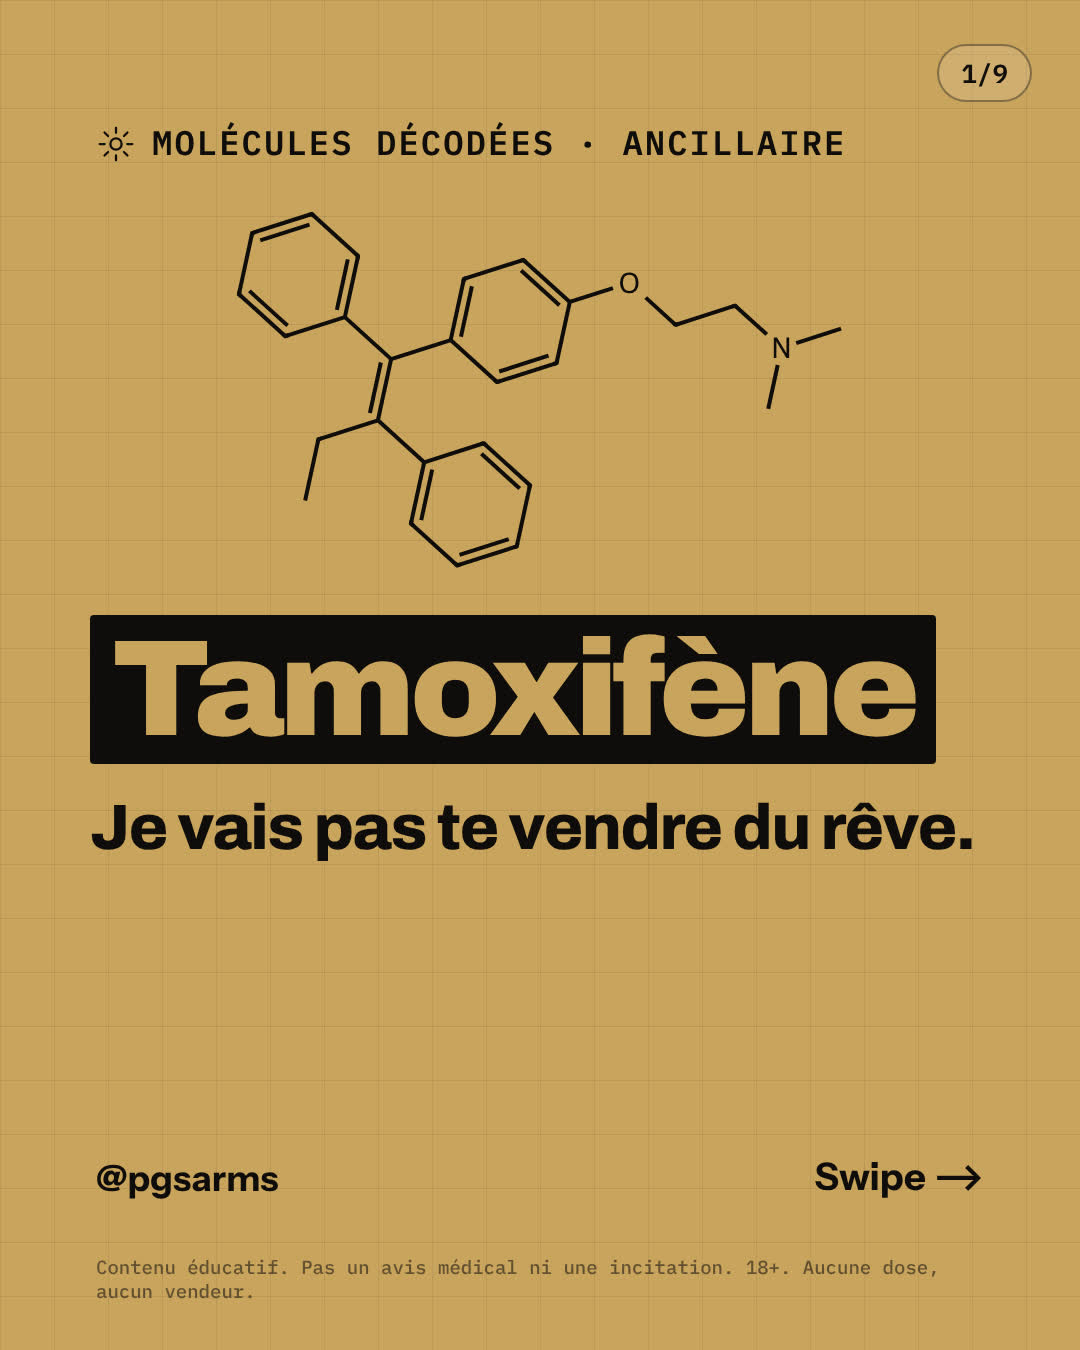 1/9
MOLÉCULES DÉCODÉES · ANCILLAIRE
O
N
Tamoxifène
Je vais pas te vendre du rêve.
@pgsarms
Swipe →
Contenu éducatif. Pas un avis médical ni une incitation. 18+. Aucune dose,
aucun vendeur.